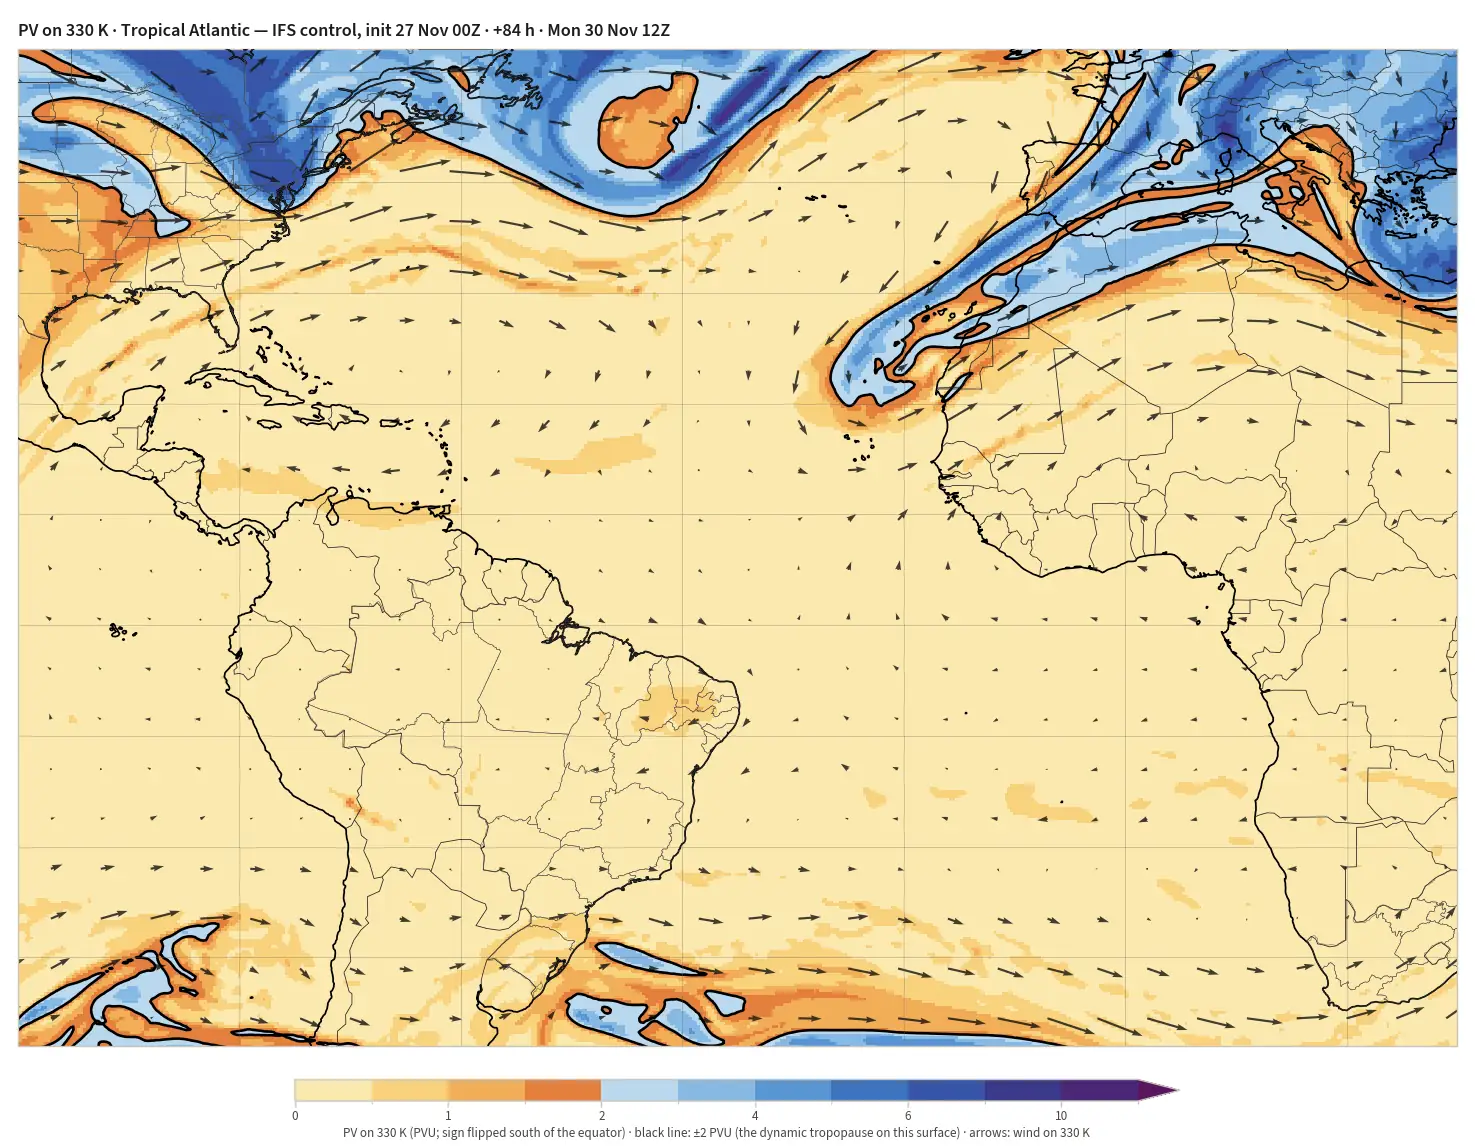 PV on 330 K · Tropical Atlantic — IFS control, init 27 Nov 00Z · +84 h · Mon 30 Nov 12Z
0 1 2 4 6 10
PV on 330 K (PVU; sign flipped south of the equator) · black line: ±2 PVU (the dynamic tropopause on this surface) · arrows: wind on 330 K